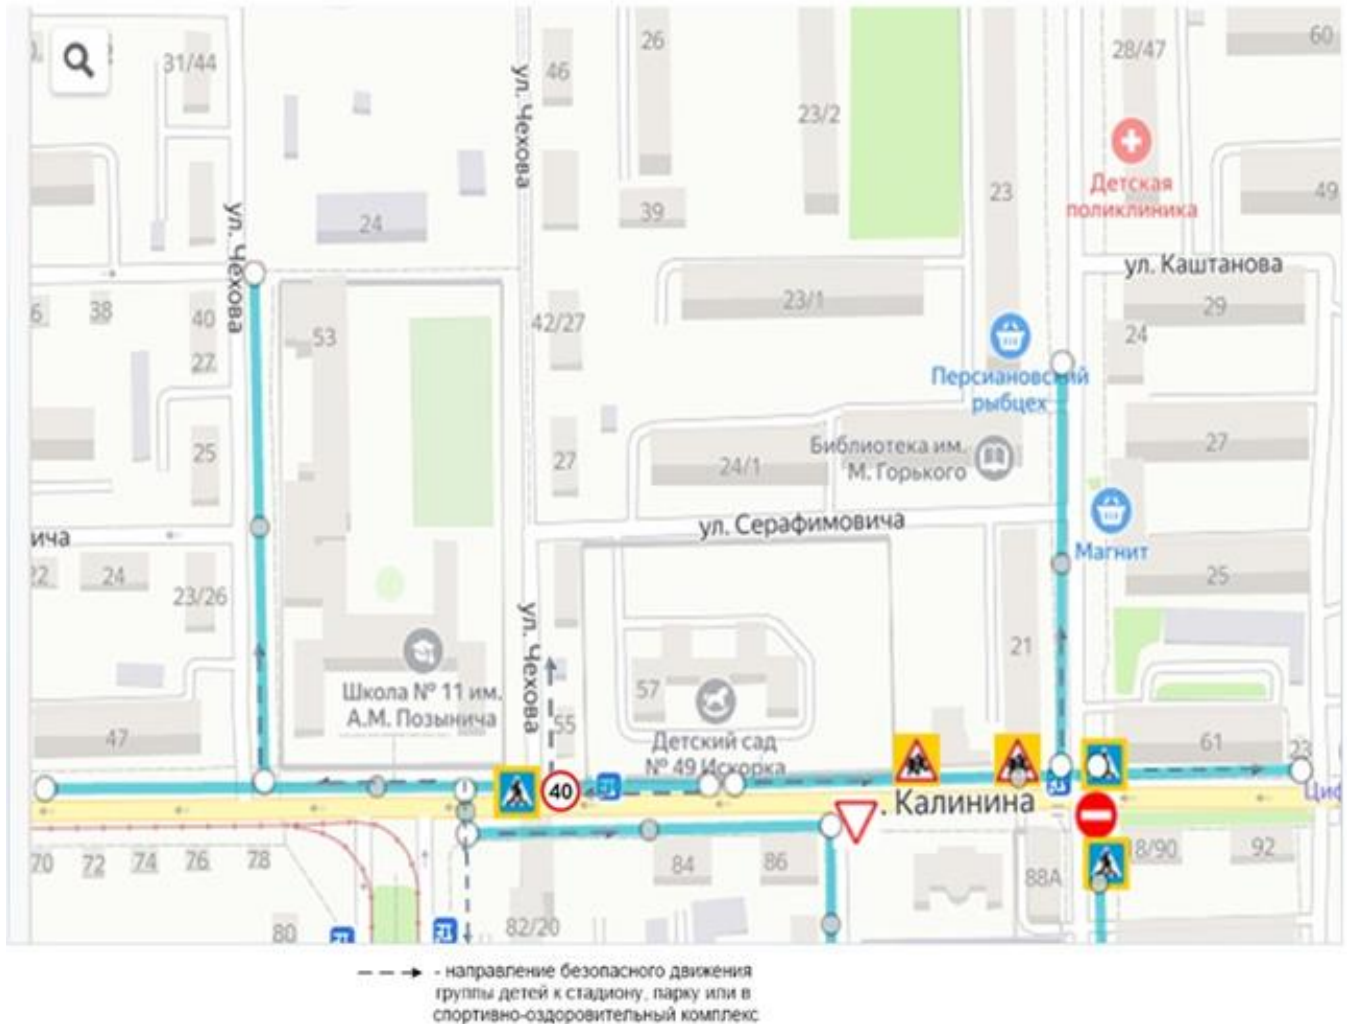 31/44
46
26
23/2
28/47
60
ул. Чехова
24
39
23
Детская
поликлиника
49
ул. Чехова
ул. Каштанова
38
40
27
53
42/27
23/1
29
24
Персиановский
рыбцех
25
27
24/1
Библиотека им.
М. Горького
27
ул. Серафимовича
Магнит
ича
22
24
23/26
25
ул. Чехова
21
Школа № 11 им.
А.М. Позынича
57
55
Детский сад
№ 49 Искорка
47
61
23
40
. Калинина
Циф
70
72
74
76
78
84
86
88А
8/90
92
80
82/20
- направление безопасного движения
группы детей к стадиону, парку или в
спортивно-оздоровительный комплекс